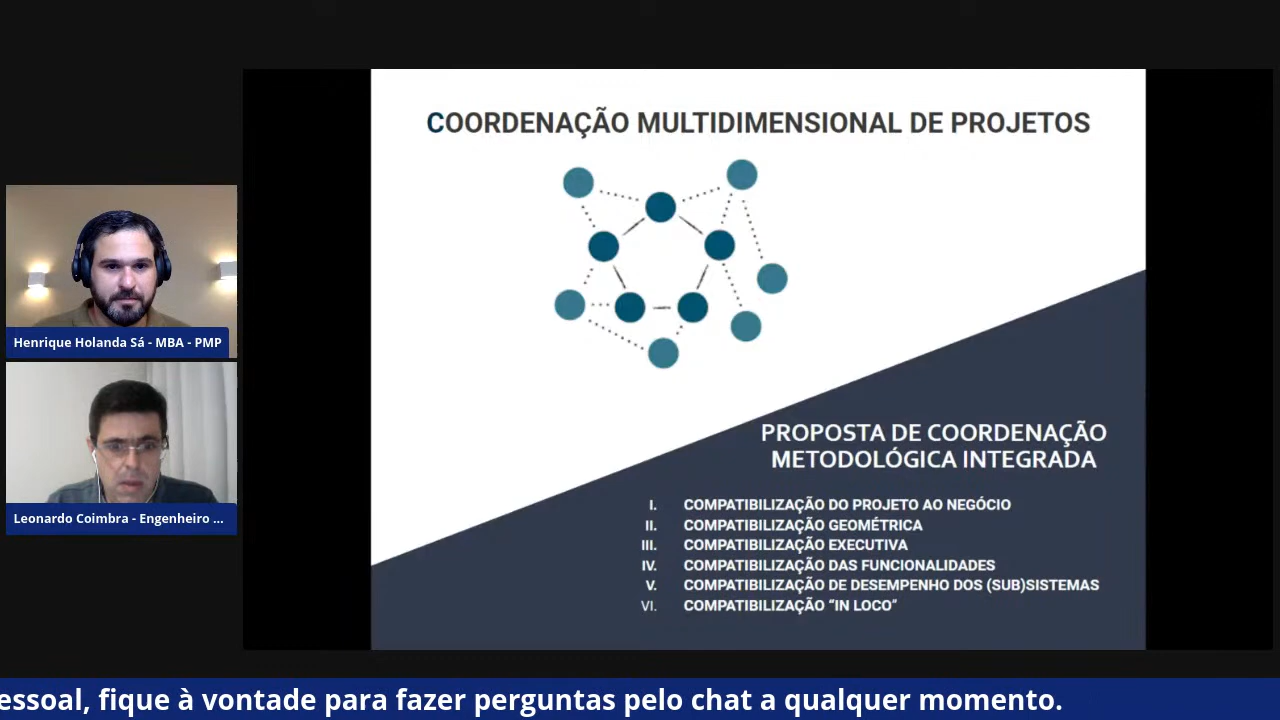 COORDENAÇÃO MULTIDIMENSIONAL DE PROJETOS
Henrique Holanda Sá - MBA - PMP
Leonardo Coimbra - Engenheiro ...
PROPOSTA DE COORDENAÇÃO
METODOLÓGICA INTEGRADA
I. COMPATIBILIZAÇÃO DO PROJETO AO NEGÓCIO
II. COMPATIBILIZAÇÃO GEOMÉTRICA
III. COMPATIBILIZAÇÃO EXECUTIVA
IV. COMPATIBILIZAÇÃO DAS FUNCIONALIDADES
V. COMPATIBILIZAÇÃO DE DESEMPENHO DOS (SUB)SISTEMAS
VI. COMPATIBILIZAÇÃO “IN LOCO”
essoal, fique à vontade para fazer perguntas pelo chat a qualquer momento.